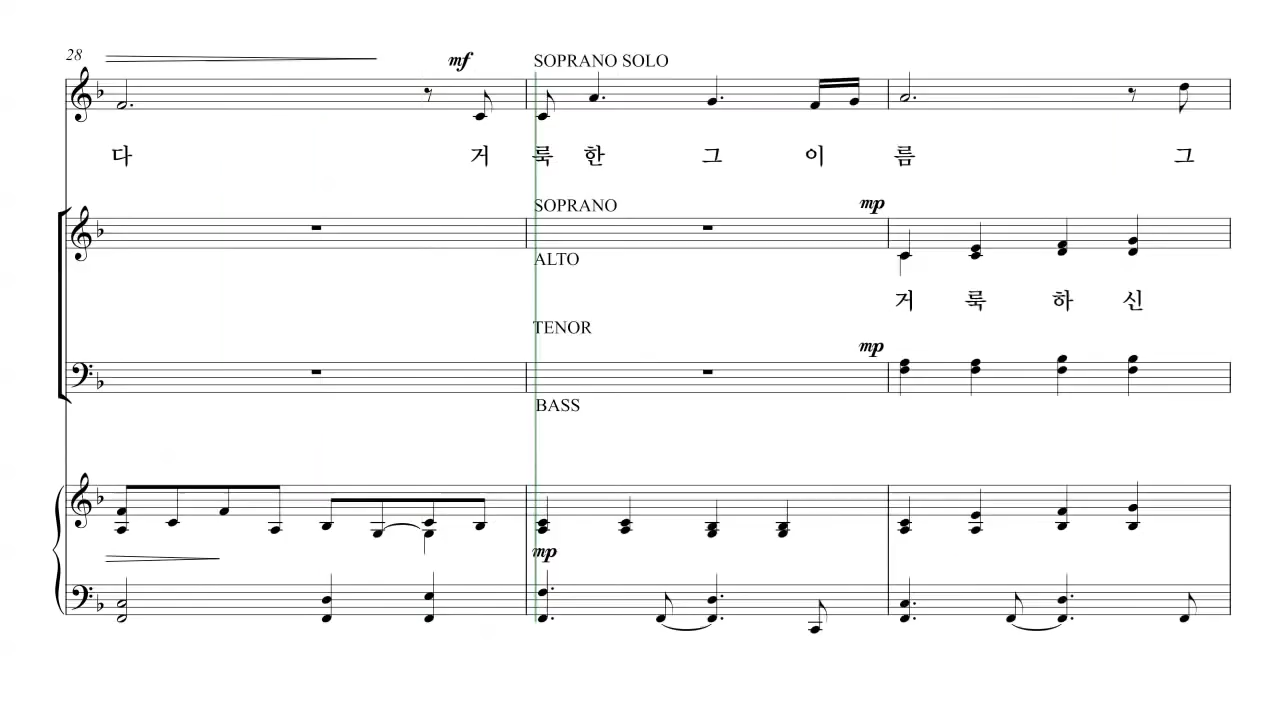 28
mf
SOPRANO SOLO
다 거 룩 한 그 이 름 그
SOPRANO
mp
ALTO
거 룩 하 신
TENOR
mp
BASS
mp